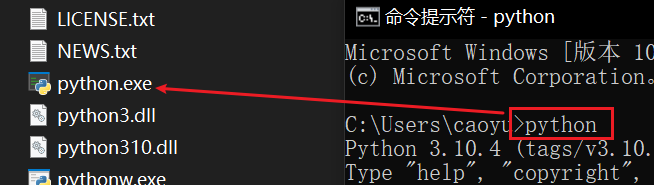 LICENSE.txt
NEWS.txt
python.exe
python3.dll
python310.dll
pythonw.exe
命令提示符 - python
Microsoft Windows [版本 10
(c) Microsoft Corporation。
C:\Users\caoyu>python
Python 3.10.4 (tags/v3.10.
Type "help", "copyright",